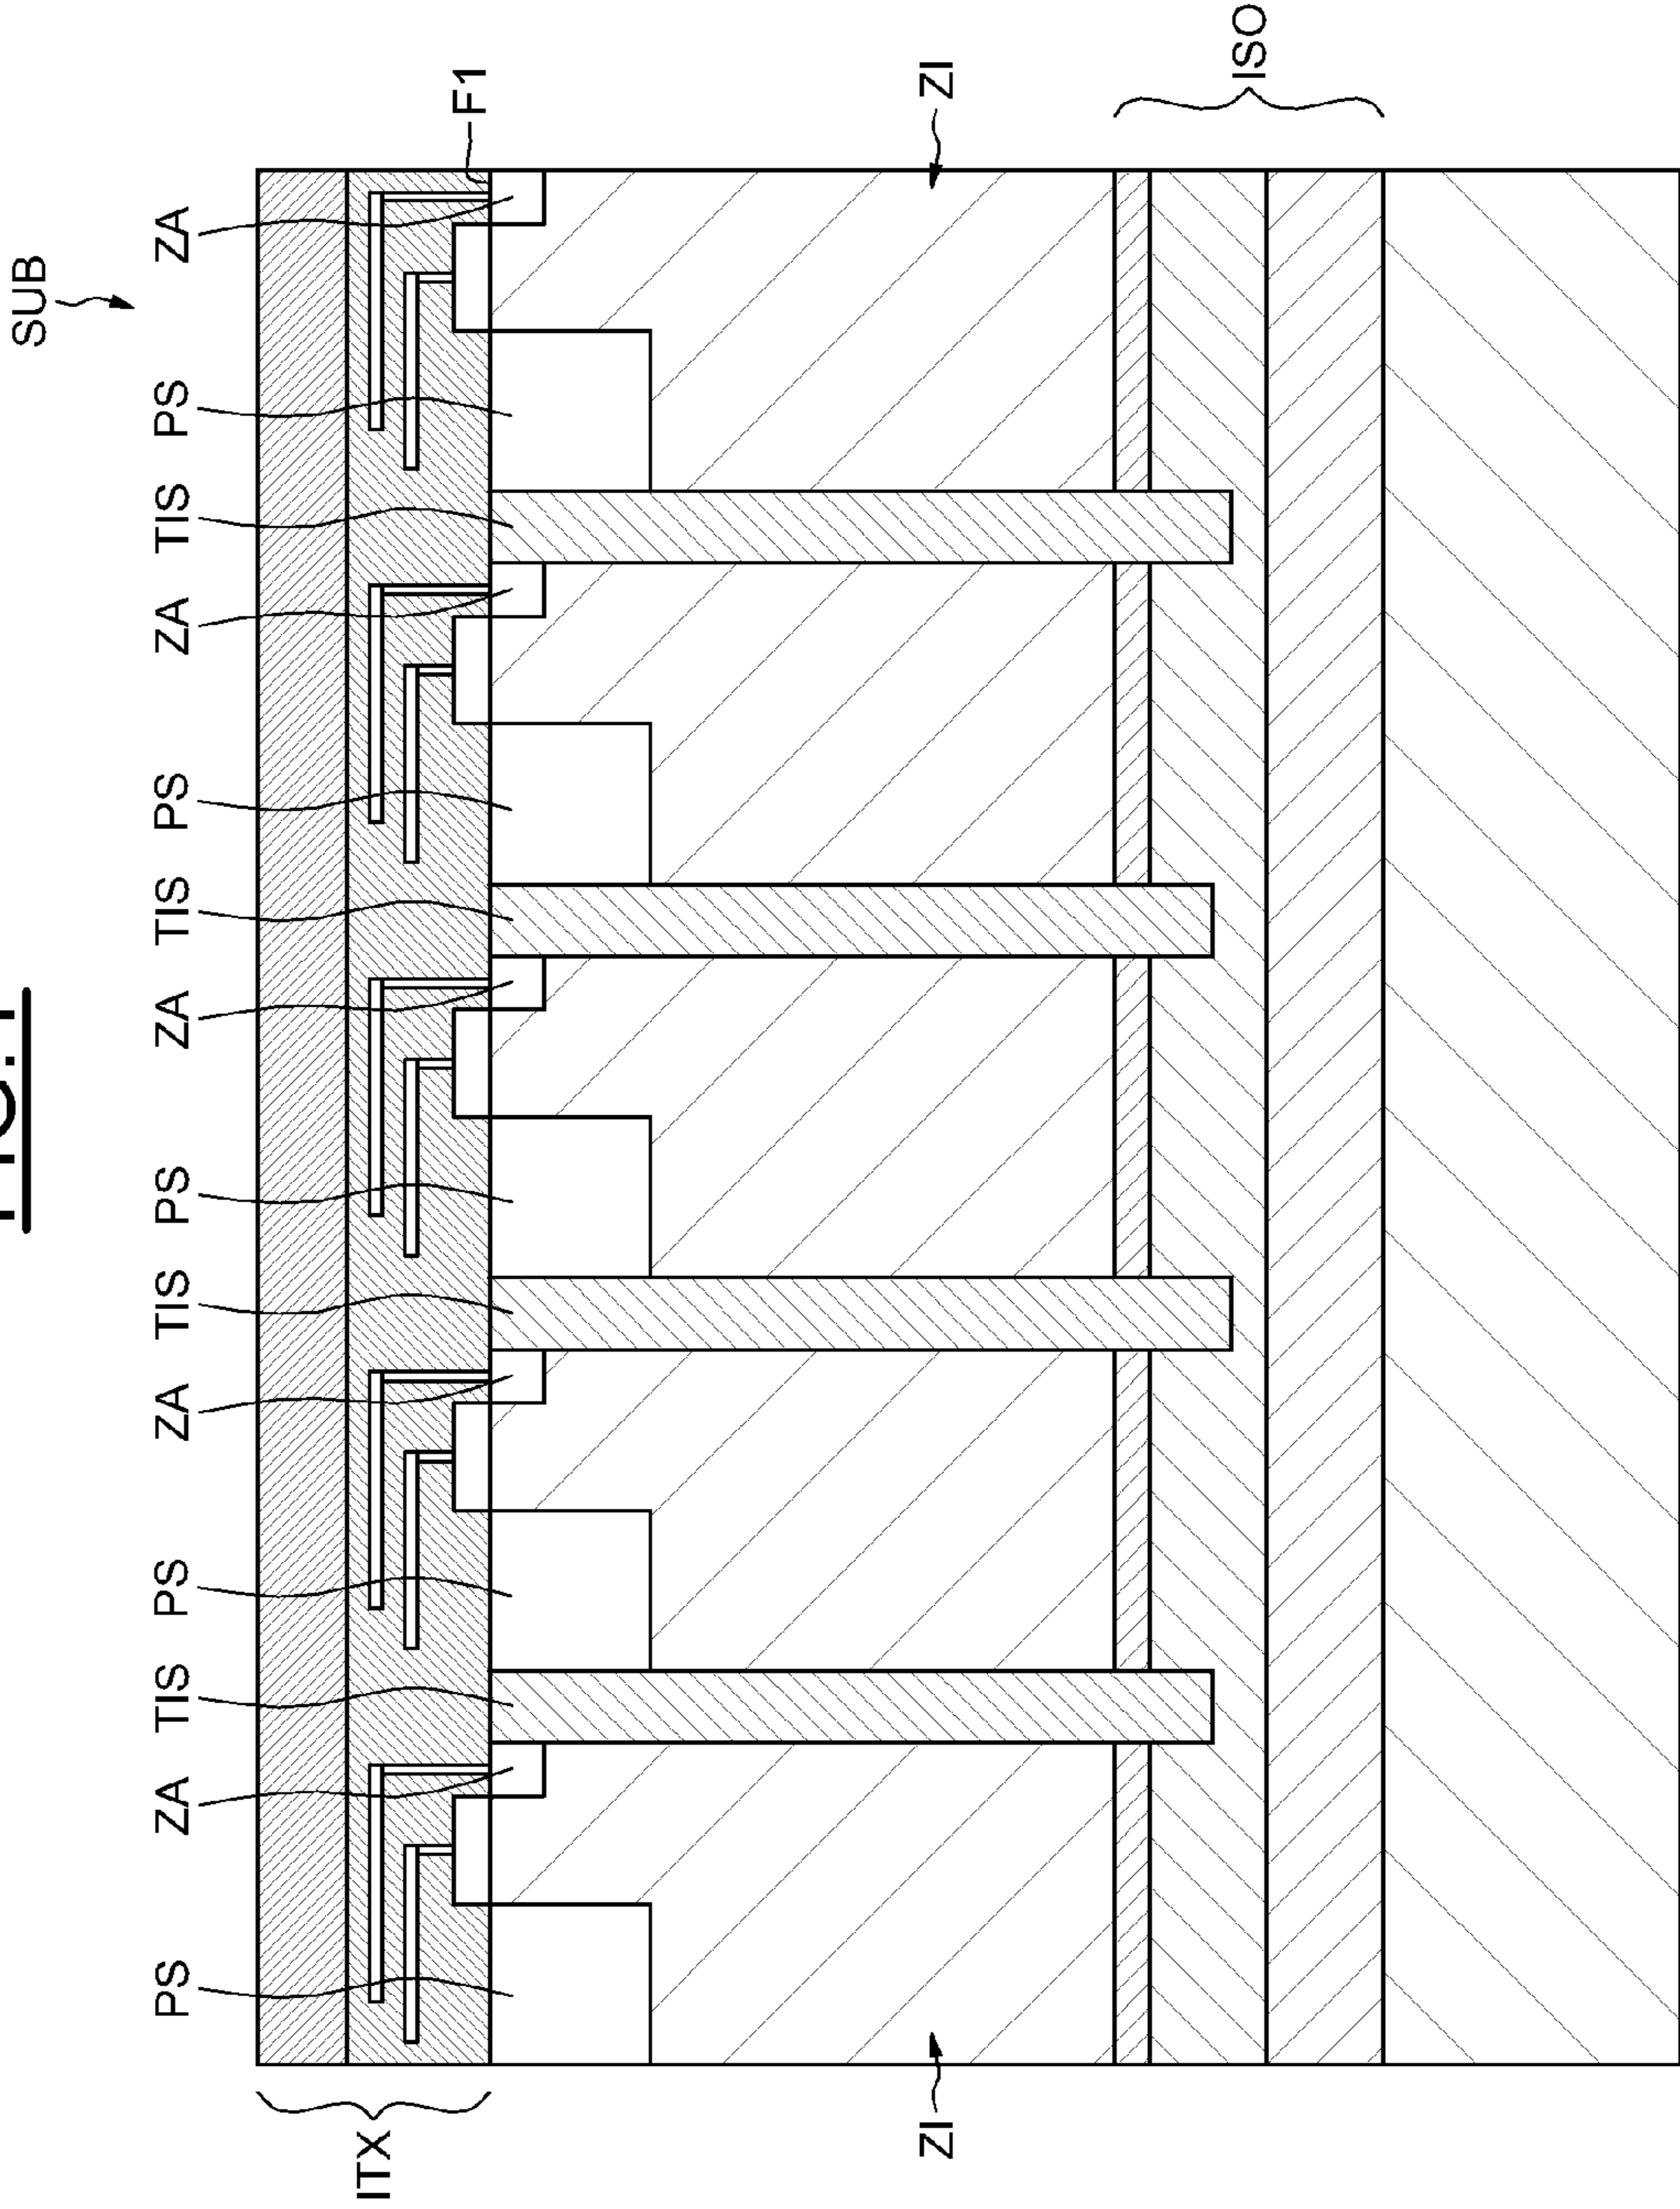 SUB
PS ZA TIS PS ZA TIS PS ZA TIS PS ZA TIS PS ZA
ITX
F1
ZI ZI
ISO